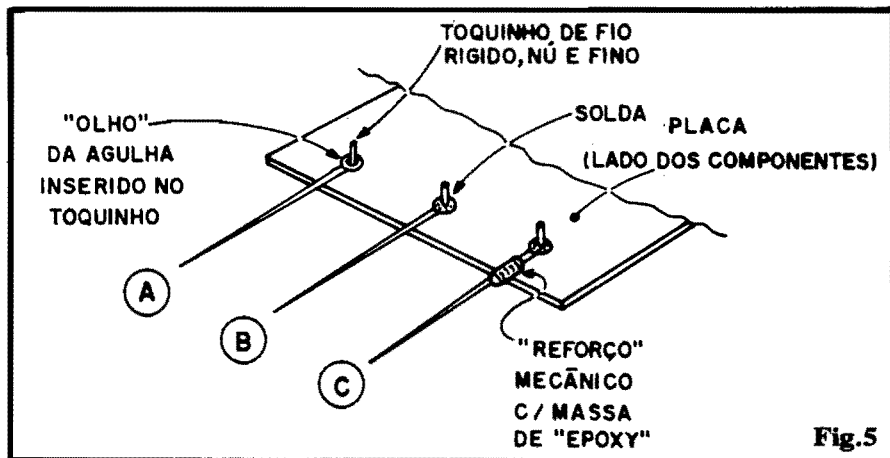 TOQUINHO DE FIO
RIGIDO, NÚ E FINO
"OLHO"
DA AGULHA
INSERIDO NO
TOQUINHO
SOLDA
PLACA
(LADO DOS COMPONENTES)
A
B
C
"REFORÇO"
MECÂNICO
C/ MASSA
DE "EPOXY"
Fig.5